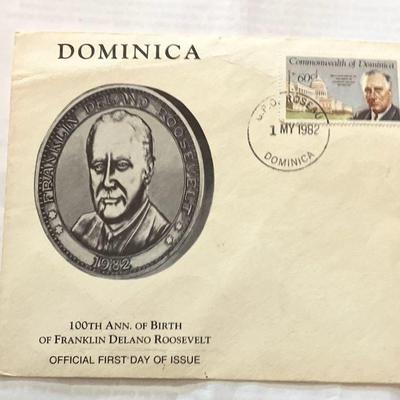 DOMINICA
FRANKLIN DELANO ROOSEVELT
1982
100TH ANN. OF BIRTH
OF FRANKLIN DELANO ROOSEVELT
OFFICIAL FIRST DAY OF ISSUE
Commonwealth of Dominica
60c
G.P.O. ROSEAU
1 MY 1982
DOMINICA